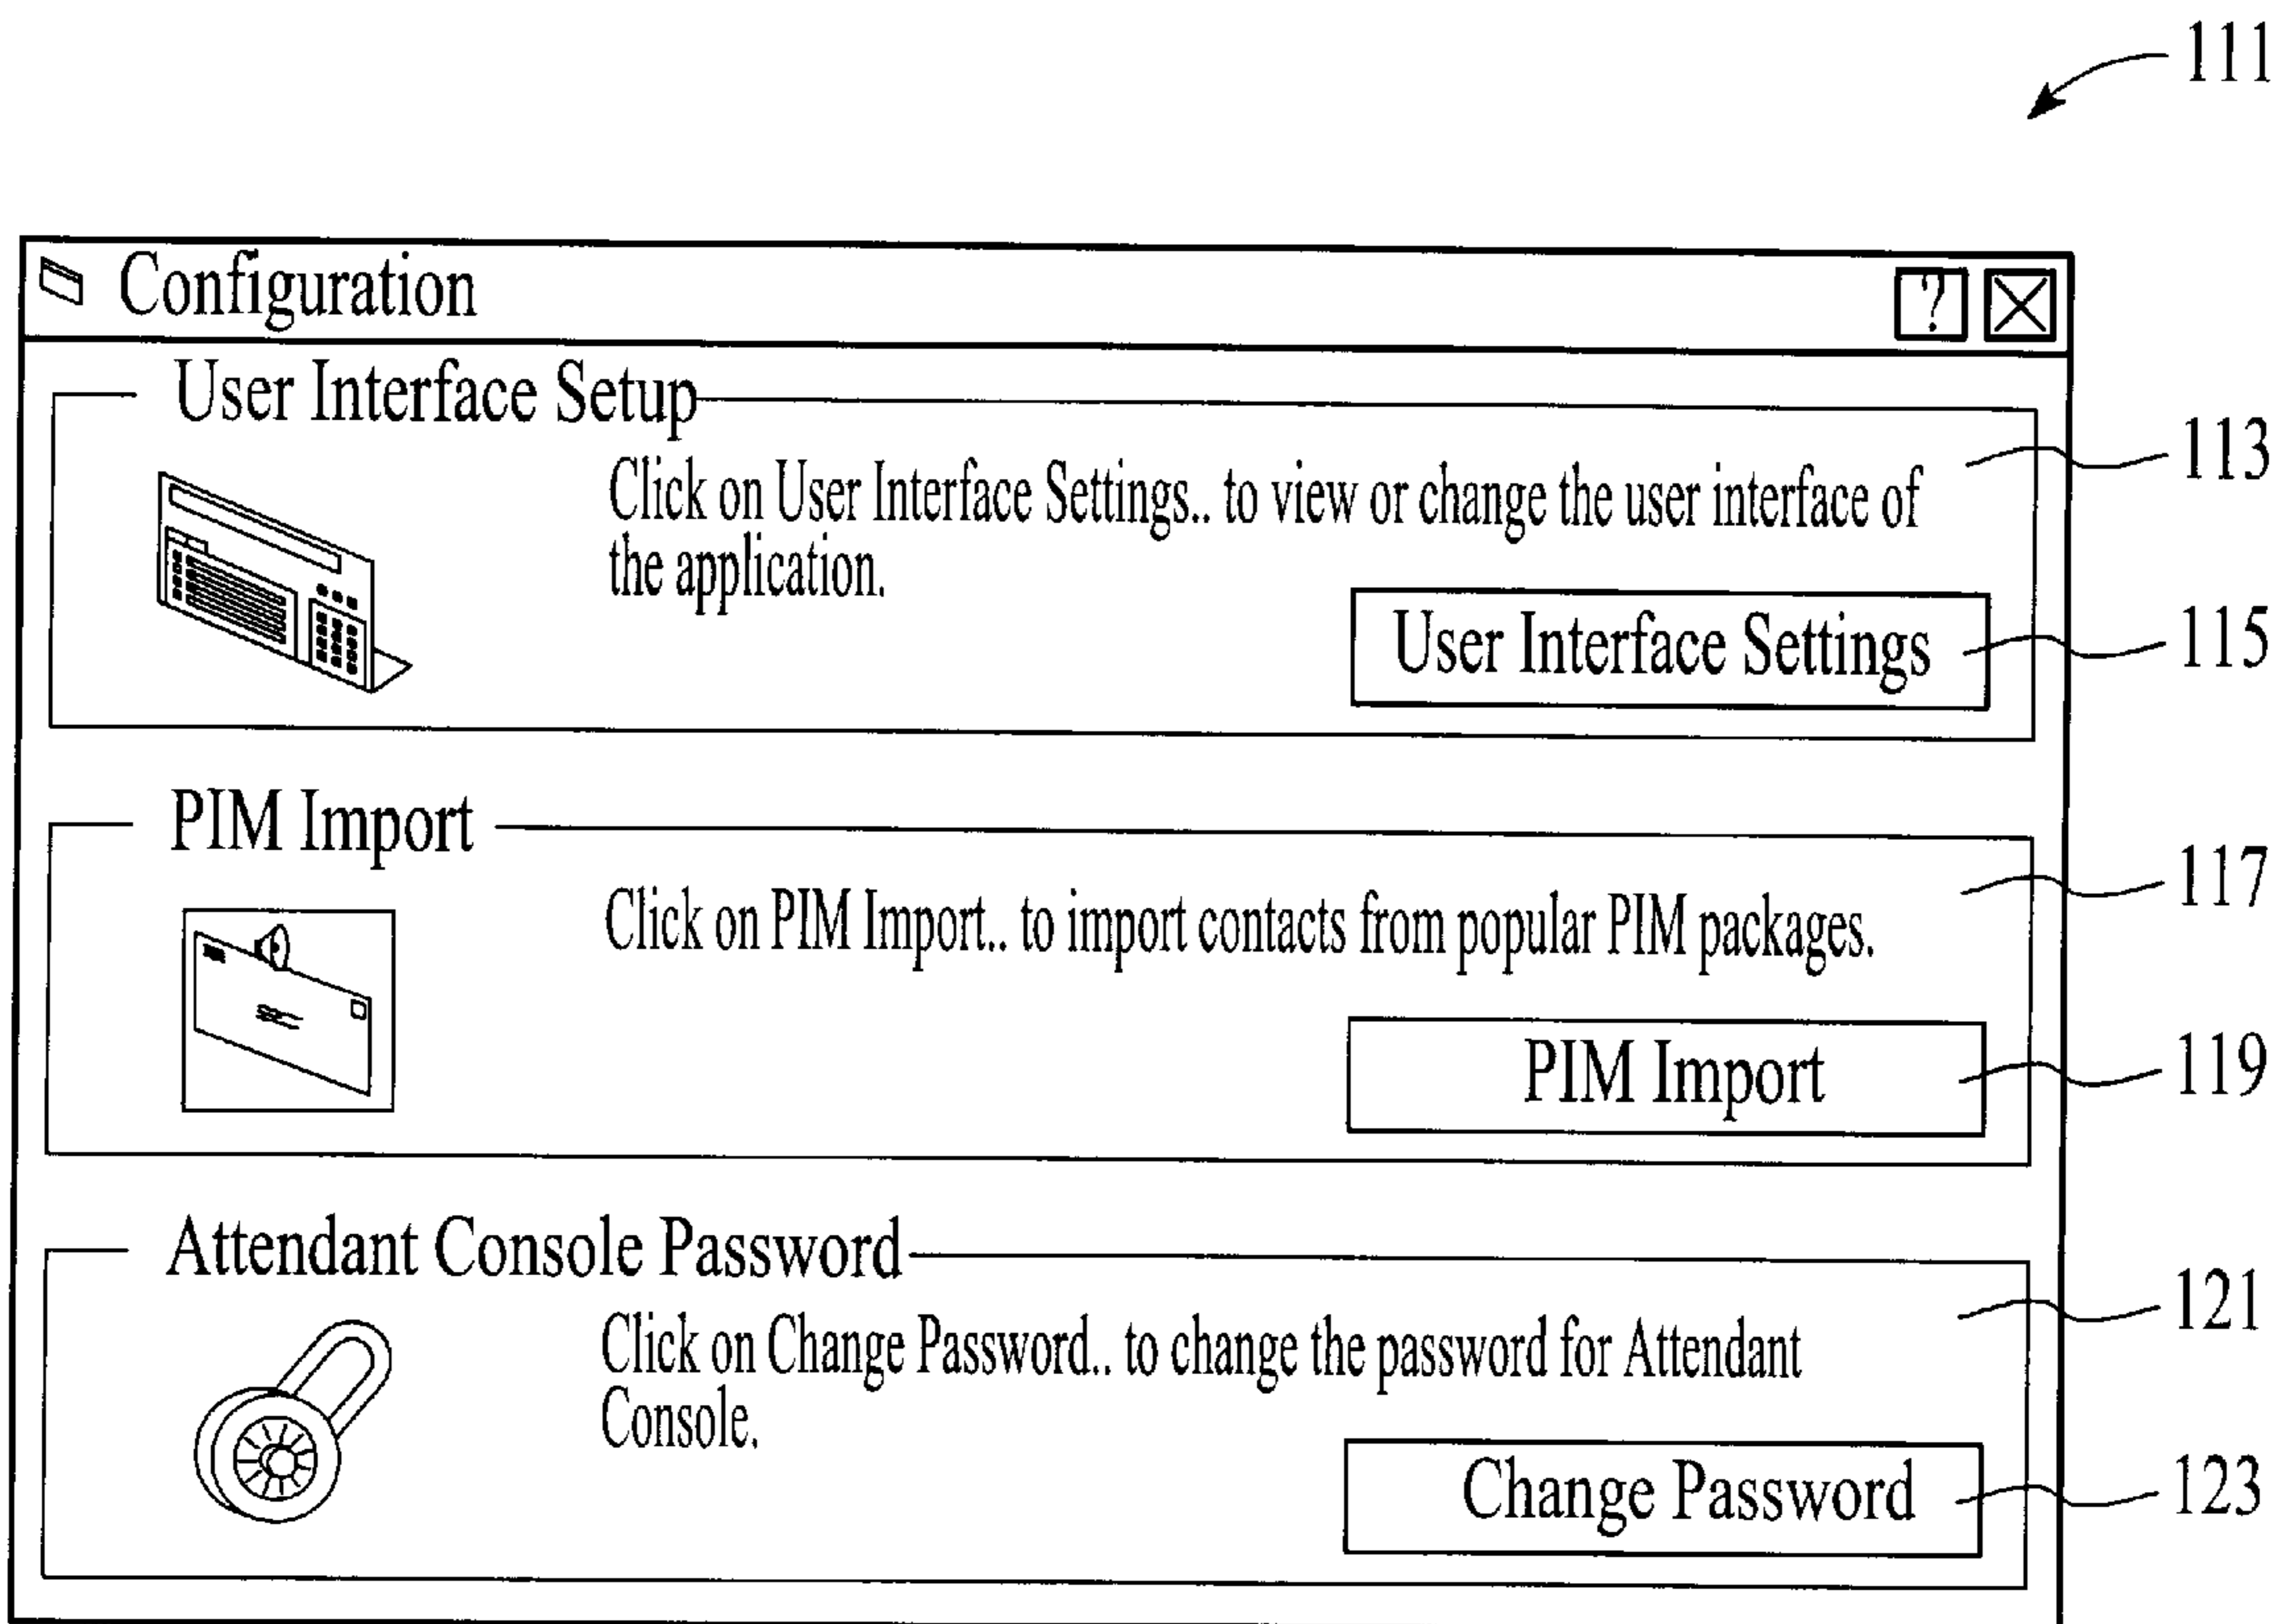 111
Configuration ?
User Interface Setup
113
Click on User Interface Settings.. to view or change the user interface of
the application.
User Interface Settings
115
PIM Import
117
Click on PIM Import.. to import contacts from popular PIM packages.
PIM Import
119
Attendant Console Password
121
Click on Change Password.. to change the password for Attendant
Console.
Change Password
123